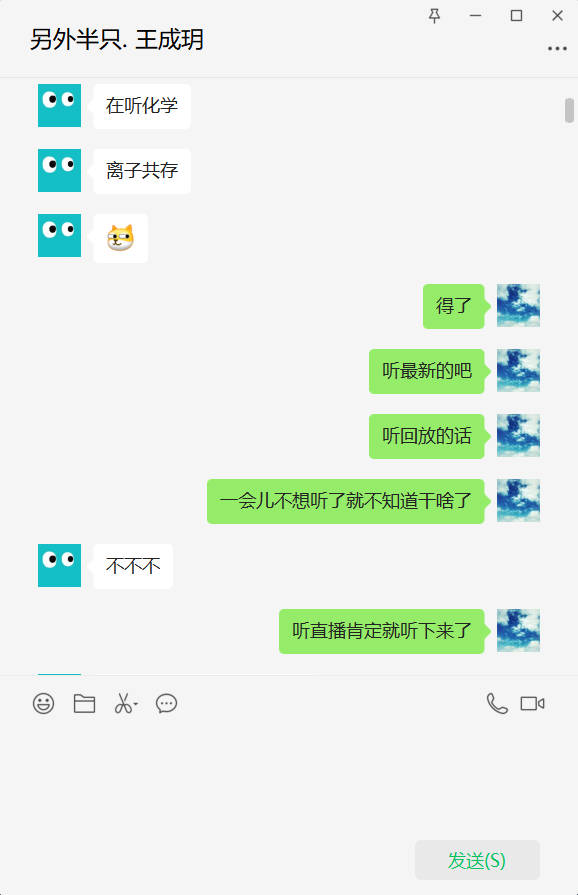 另外半只. 王成玥
在听化学
离子共存
得了
听最新的吧
听回放的话
一会儿不想听了就不知道干啥了
不不不
听直播肯定就听下来了
发送(S)